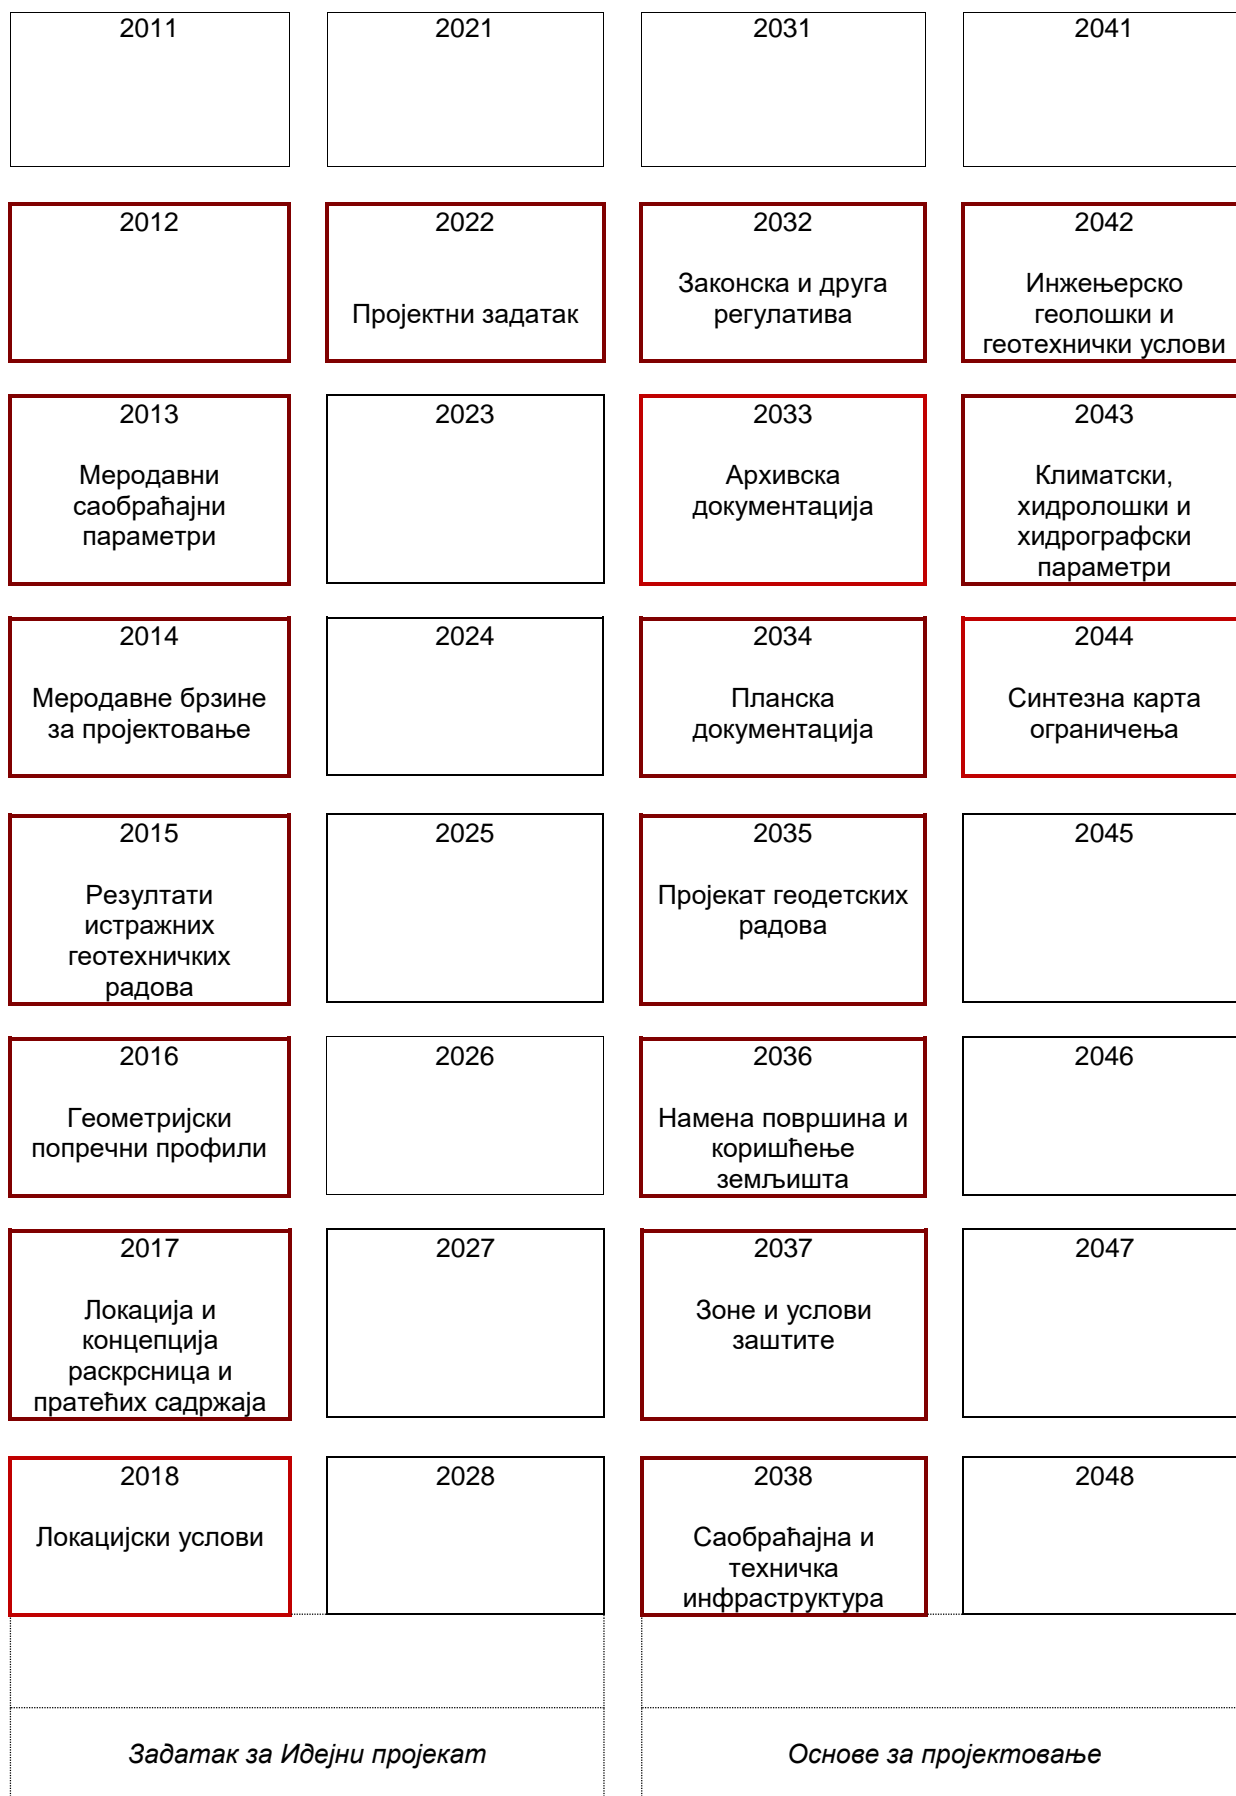 2011
2021
2031
2041
2012
2022
Пројектни задатак
2032
Законска и друга
регулатива
2042
Инжењерско
геолошки и
геотехнички услови
2013
Меродавни
саобраћајни
параметри
2023
2033
Архивска
документација
2043
Климатски,
хидролошки и
хидрографски
параметри
2014
Меродавне брзине
за пројектовање
2024
2034
Планска
документација
2044
Синтезна карта
ограничења
2015
Резултати
истражних
геотехничких
радова
2025
2035
Пројекат геодетских
радова
2045
2016
Геометријски
попречни профили
2026
2036
Намена површина и
коришћење
земљишта
2046
2017
Локација и
концепција
раскрсница и
пратећих садржаја
2027
2037
Зоне и услови
заштите
2047
2018
Локацијски услови
2028
2038
Саобраћајна и
техничка
инфраструктура
2048
Задатак за Идејни пројекат
Основе за пројектовање